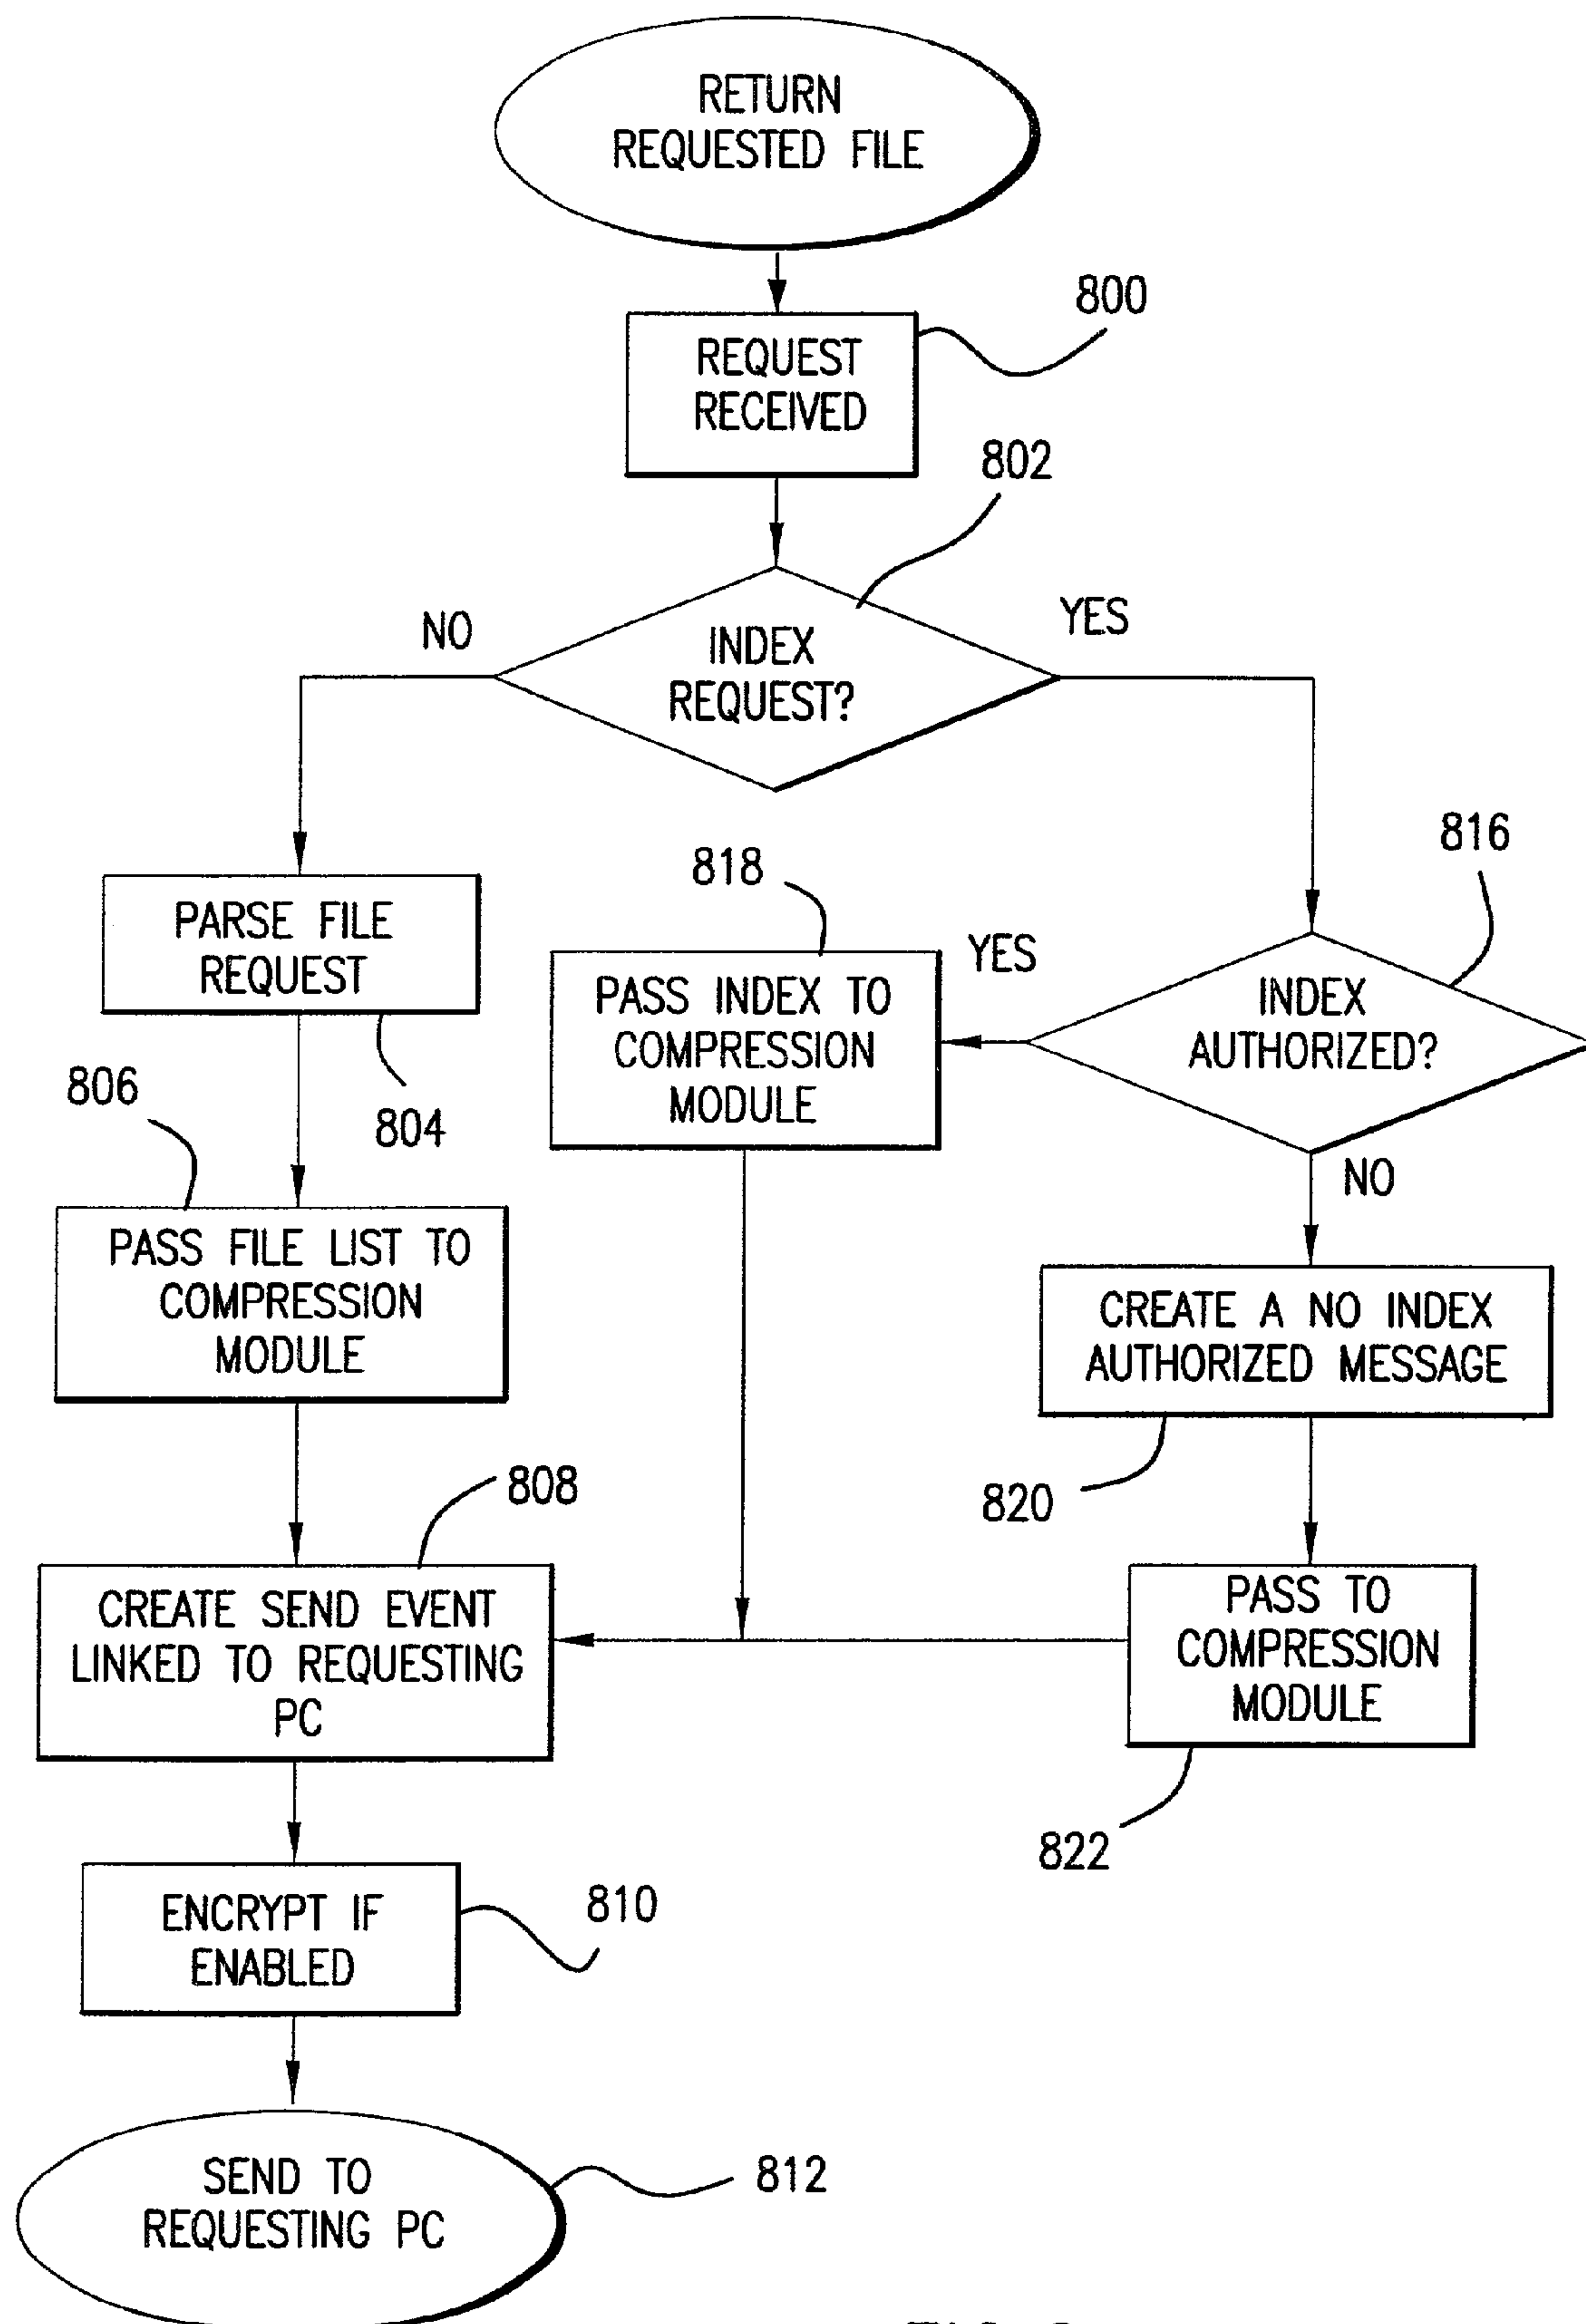 RETURN
REQUESTED FILE
800
REQUEST
RECEIVED
802
NO
YES
INDEX
REQUEST?
816
818
PARSE FILE
REQUEST
804
YES
PASS INDEX TO
COMPRESSION
MODULE
INDEX
AUTHORIZED?
NO
806
PASS FILE LIST TO
COMPRESSION
MODULE
CREATE A NO INDEX
AUTHORIZED MESSAGE
820
808
CREATE SEND EVENT
LINKED TO REQUESTING
PC
PASS TO
COMPRESSION
MODULE
822
ENCRYPT IF
ENABLED
810
SEND TO
REQUESTING PC
812